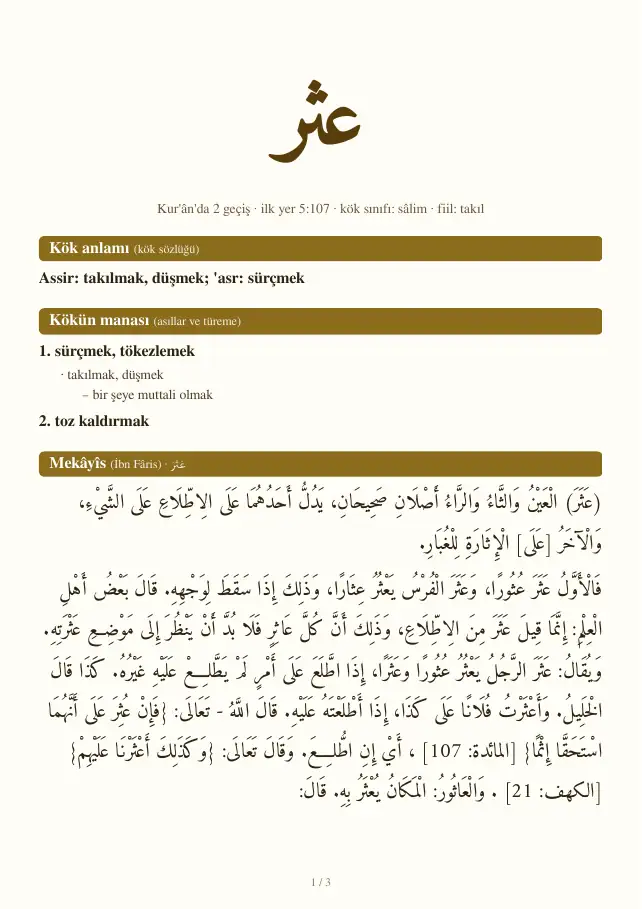 عثر
Kur'ân'da 2 geçiş · ilk yer 5:107 · kök sınıfı: sâlim · fiil: takıl
Kök anlamı (kök sözlüğü)
Assir: takılmak, düşmek; 'asr: sürçmek
Kökün manası (asıllar ve türeme)
1. sürçmek, tökezlemek
· takılmak, düşmek
– bir şeye muttali olmak
2. toz kaldırmak
Mekâyîs (İbn Fâris) · عَثَرَ
(عَثَرَ) الْعَيْنُ وَالثَّاءُ وَالرَّاءُ أَصْلَانِ صَحِيحَانِ، يَدُلُّ أَحَدُهُمَا عَلَى الِاطِّلَاعِ عَلَى الشَّيْءِ،
وَالْآخَرُ [عَلَى] الْإِثَارَةِ لِلْغُبَارِ.
فَالْأَوَّلُ عَثَرَ عُثُورًا، وَعَثَرَ الْفَرَسُ يَعْثُرُ عِثَارًا، وَذَلِكَ إِذَا سَقَطَ لِوَجْهِهِ. قَالَ بَعْضُ أَهْلِ
الْعِلْمِ: إِنَّمَا قِيلَ عَثَرَ مِنَ الِاطِّلَاعِ، وَذَلِكَ أَنَّ كُلَّ عَاثِرٍ فَلَا بُدَّ أَنْ يَنْظُرَ إِلَى مَوْضِعِ عَثْرَتِهِ.
وَيُقَالُ: عَثَرَ الرَّجُلُ يَعْثُرُ عُثُورًا وَعَثْرًا، إِذَا اطَّلَعَ عَلَى أَمْرٍ لَمْ يَطَّلِعْ عَلَيْهِ غَيْرُهُ. كَذَا قَالَ
الْخَلِيلُ. وَأَعْثَرْتُ فُلَانًا عَلَى كَذَا، إِذَا أَطْلَعْتَهُ عَلَيْهِ. قَالَ اللَّهُ - تَعَالَى: {فَإِنْ عُثِرَ عَلَى أَنَّهُمَا
اسْتَحَقَّا إِثْمًا} [المائدة: 107] ، أَيْ إِنِ اطُّلِعَ. وَقَالَ تَعَالَى: {وَكَذَلِكَ أَعْثَرْنَا عَلَيْهِمْ}
[الكهف: 21] . وَالْعَاثُورُ: الْمَكَانُ يُعْثَرُ بِهِ. قَالَ:
1 / 3